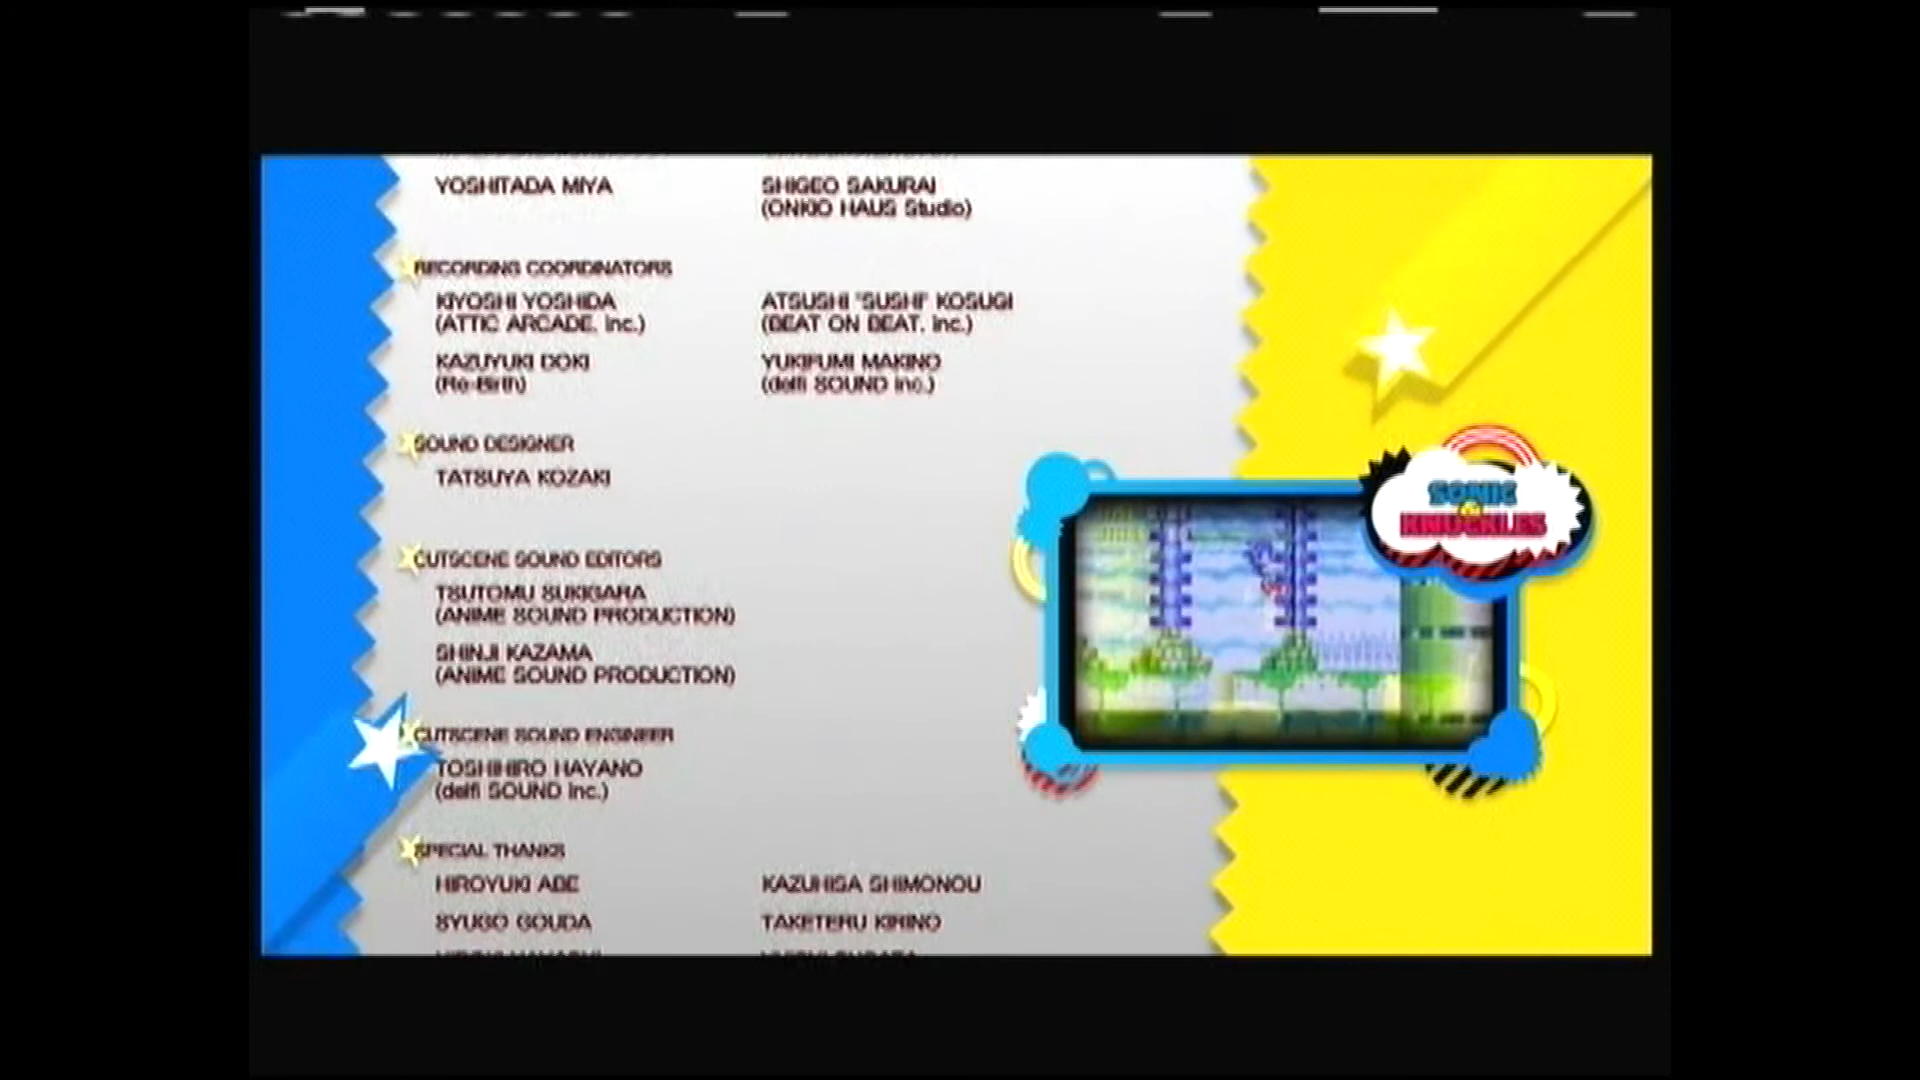 YOSHITADA MIYA
SHIGEO SAKURAI
(ONKIO HAUS Studio)
RECORDING COORDINATORS
KIYOSHI YOSHIDA
(ATTIC ARCADE, Inc.)
ATSUSHI "SUSHI" KOSUGI
(BEAT ON BEAT, Inc.)
KAZUYUKI DOKI
(Re-Birth)
YUKIFUMI MAKINO
(delfi SOUND Inc.)
SOUND DESIGNER
TATSUYA KOZAKI
CUTSCENE SOUND EDITORS
TSUTOMU SUKIGARA
(ANIME SOUND PRODUCTION)
SHINJI KAZAMA
(ANIME SOUND PRODUCTION)
CUTSCENE SOUND ENGINEER
TOSHIHIRO HAYANO
(delfi SOUND Inc.)
SPECIAL THANKS
HIROYUKI ABE
KAZUHISA SHIMONOU
SYUGO GOUDA
TAKETERU KIRINO
SONIC
&
KNUCKLES